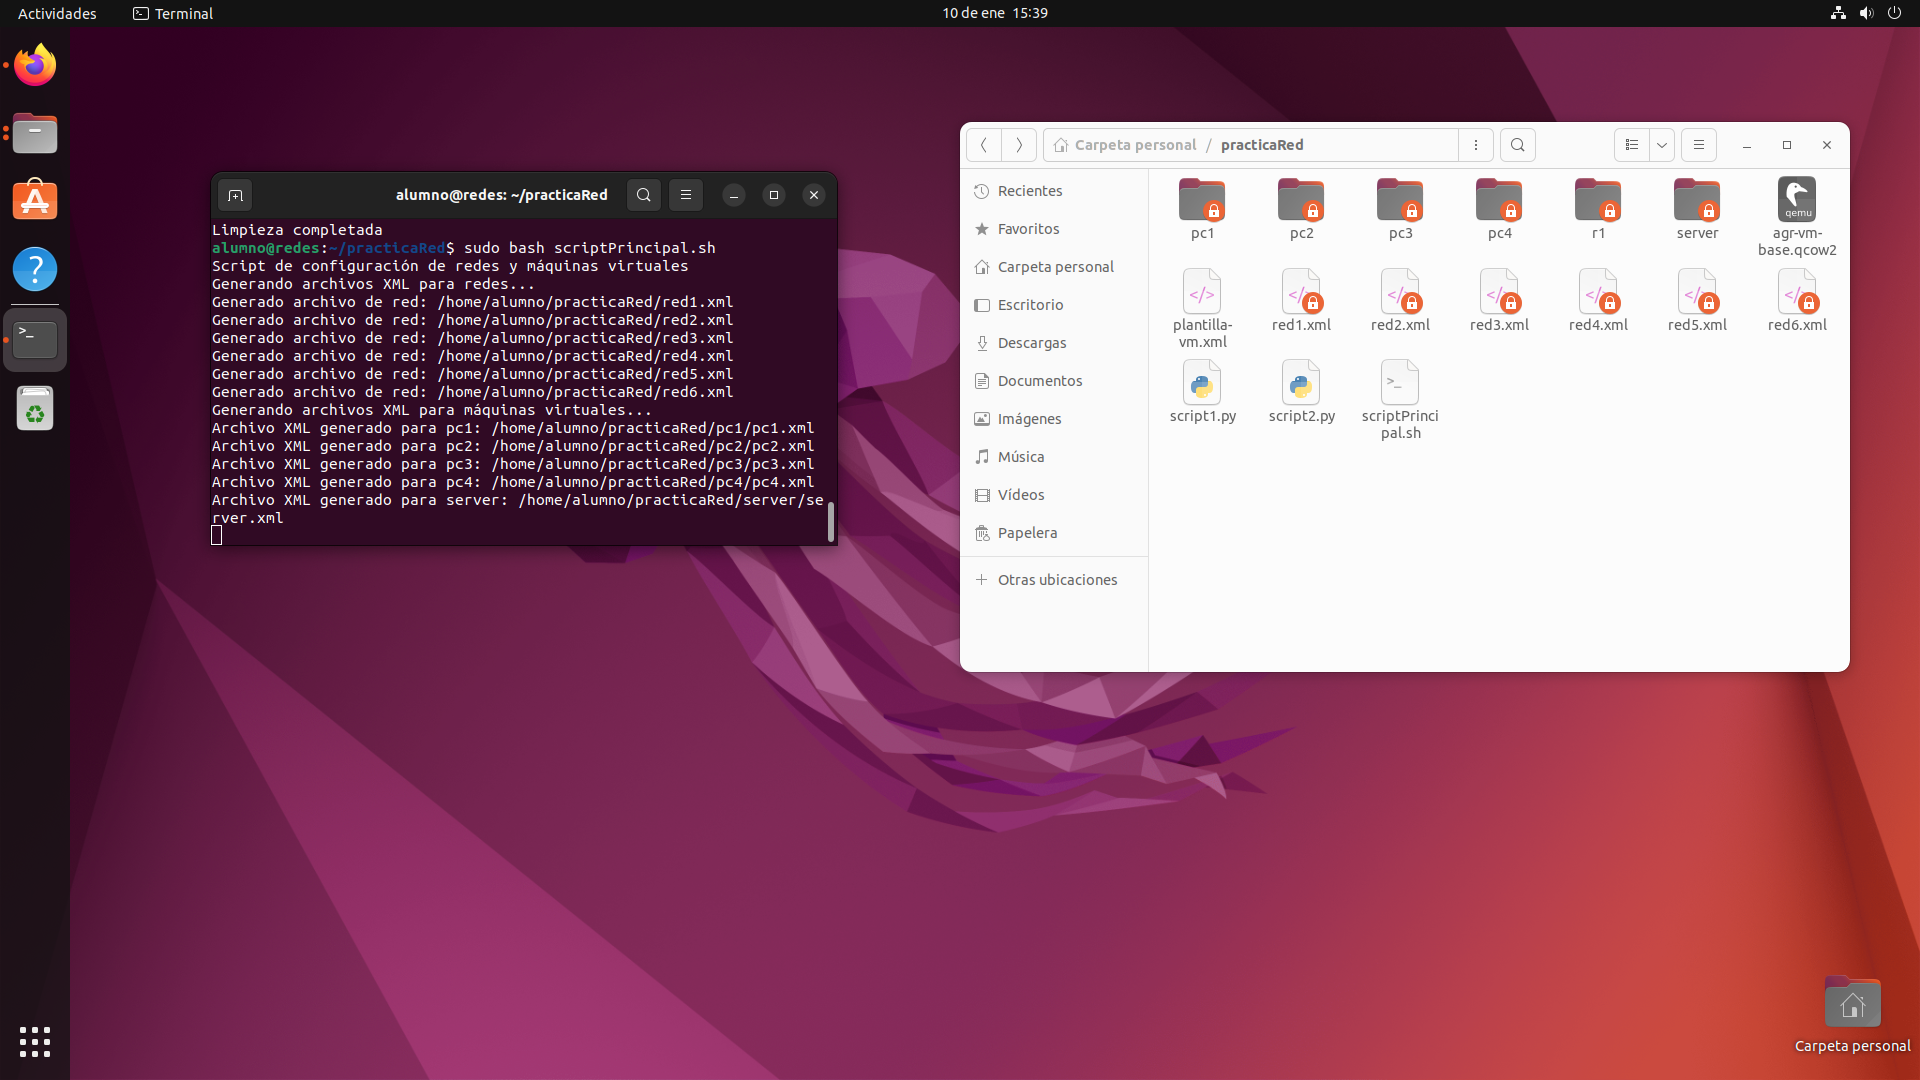 Actividades
Terminal
10 de ene 15:39
alumno@redes: ~/practicaRed
Limpieza completada
alumno@redes:~/practicaRed$ sudo bash scriptPrincipal.sh
Script de configuración de redes y máquinas virtuales
Generando archivos XML para redes...
Generado archivo de red: /home/alumno/practicaRed/red1.xml
Generado archivo de red: /home/alumno/practicaRed/red2.xml
Generado archivo de red: /home/alumno/practicaRed/red3.xml
Generado archivo de red: /home/alumno/practicaRed/red4.xml
Generado archivo de red: /home/alumno/practicaRed/red5.xml
Generado archivo de red: /home/alumno/practicaRed/red6.xml
Generando archivos XML para máquinas virtuales...
Archivo XML generado para pc1: /home/alumno/practicaRed/pc1/pc1.xml
Archivo XML generado para pc2: /home/alumno/practicaRed/pc2/pc2.xml
Archivo XML generado para pc3: /home/alumno/practicaRed/pc3/pc3.xml
Archivo XML generado para pc4: /home/alumno/practicaRed/pc4/pc4.xml
Archivo XML generado para server: /home/alumno/practicaRed/server/se
rver.xml
Carpeta personal / practicaRed
Recientes
Favoritos
Carpeta personal
Escritorio
Descargas
Documentos
Imágenes
Música
Vídeos
Papelera
Otras ubicaciones
qemu
pc1 pc2 pc3 pc4 r1 server agr-vm-
base.qcow2
plantilla- red1.xml red2.xml red3.xml red4.xml red5.xml red6.xml
vm.xml
script1.py script2.py scriptPrinci
pal.sh
Carpeta personal